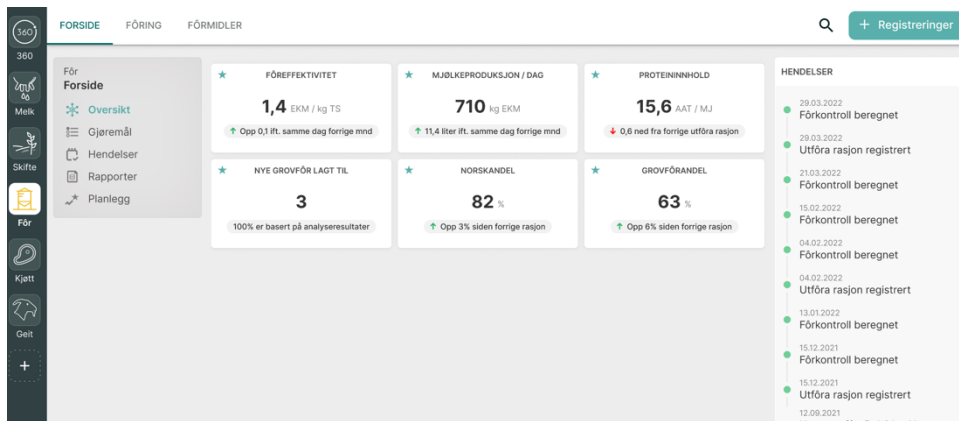 360
360
Melk
Skifte
Fôr
Kjøtt
Geit
FORSIDE
FÔRING
FÔRMIDLER
+ Registreringer
Fôr
Forside
Oversikt
Gjøremål
Hendelser
Rapporter
Planlegg
FÔREFFEKTIVITET
1,4 EKM / kg TS
Opp 0,1 ift. samme dag forrige mnd
MJØLKEPRODUKSJON / DAG
710 kg EKM
11,4 liter ift. samme dag forrige mnd
PROTEININNHOLD
15,6 AAT / MJ
0,6 ned fra forrige utfôra rasjon
NYE GROVFÔR LAGT TIL
3
100% er basert på analyseresultater
NORSKANDEL
82 %
Opp 3% siden forrige rasjon
GROVFÔRANDEL
63 %
Opp 6% siden forrige rasjon
HENDELSER
29.03.2022
Fôrkontroll beregnet
29.03.2022
Utfôra rasjon registrert
21.03.2022
Fôrkontroll beregnet
15.02.2022
Fôrkontroll beregnet
04.02.2022
Fôrkontroll beregnet
04.02.2022
Utfôra rasjon registrert
13.01.2022
Fôrkontroll beregnet
15.12.2021
Fôrkontroll beregnet
15.12.2021
Utfôra rasjon registrert
12.09.2021